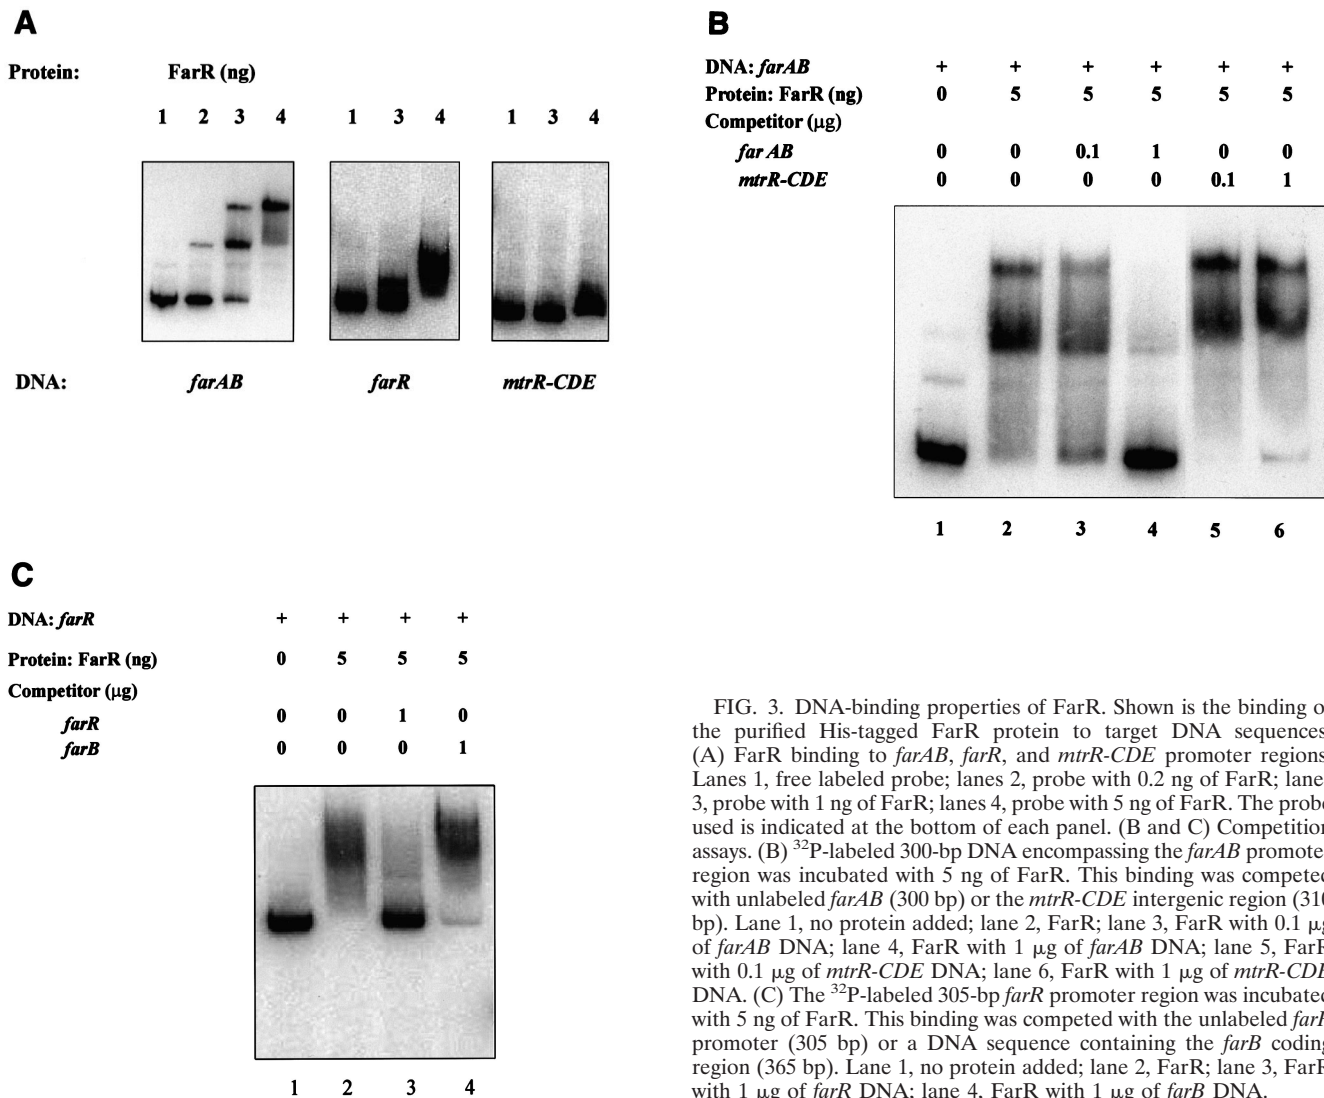 A
Protein: FarR (ng)
1 2 3 4 1 3 4 1 3 4
DNA: farAB farR mtrR-CDE
B
DNA: farAB + + + + + +
Protein: FarR (ng) 0 5 5 5 5 5
Competitor (μg)
far AB 0 0 0.1 1 0 0
mtrR-CDE 0 0 0 0 0.1 1
1 2 3 4 5 6
C
DNA: farR + + + +
Protein: FarR (ng) 0 5 5 5
Competitor (μg)
farR 0 0 1 0
farB 0 0 0 1
1 2 3 4
FIG. 3. DNA-binding properties of FarR. Shown is the binding o
the purified His-tagged FarR protein to target DNA sequences
(A) FarR binding to farAB, farR, and mtrR-CDE promoter regions
Lanes 1, free labeled probe; lanes 2, probe with 0.2 ng of FarR; lane
3, probe with 1 ng of FarR; lanes 4, probe with 5 ng of FarR. The probe
used is indicated at the bottom of each panel. (B and C) Competition
assays. (B) ³²P-labeled 300-bp DNA encompassing the farAB promote
region was incubated with 5 ng of FarR. This binding was competed
with unlabeled farAB (300 bp) or the mtrR-CDE intergenic region (310
bp). Lane 1, no protein added; lane 2, FarR; lane 3, FarR with 0.1 μg
of farAB DNA; lane 4, FarR with 1 μg of farAB DNA; lane 5, FarR
with 0.1 μg of mtrR-CDE DNA; lane 6, FarR with 1 μg of mtrR-CDE
DNA. (C) The ³²P-labeled 305-bp farR promoter region was incubated
with 5 ng of FarR. This binding was competed with the unlabeled farR
promoter (305 bp) or a DNA sequence containing the farB coding
region (365 bp). Lane 1, no protein added; lane 2, FarR; lane 3, FarR
with 1 μg of farR DNA; lane 4, FarR with 1 μg of farB DNA.